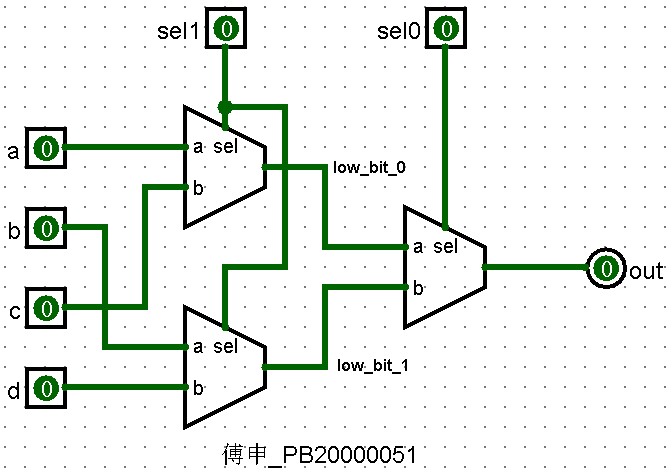 sel1 0 sel0 0
a 0 a sel
b
low_bit_0
b 0
c 0
a sel
b
0 out
a sel
b
d 0
low_bit_1
傅申_PB20000051